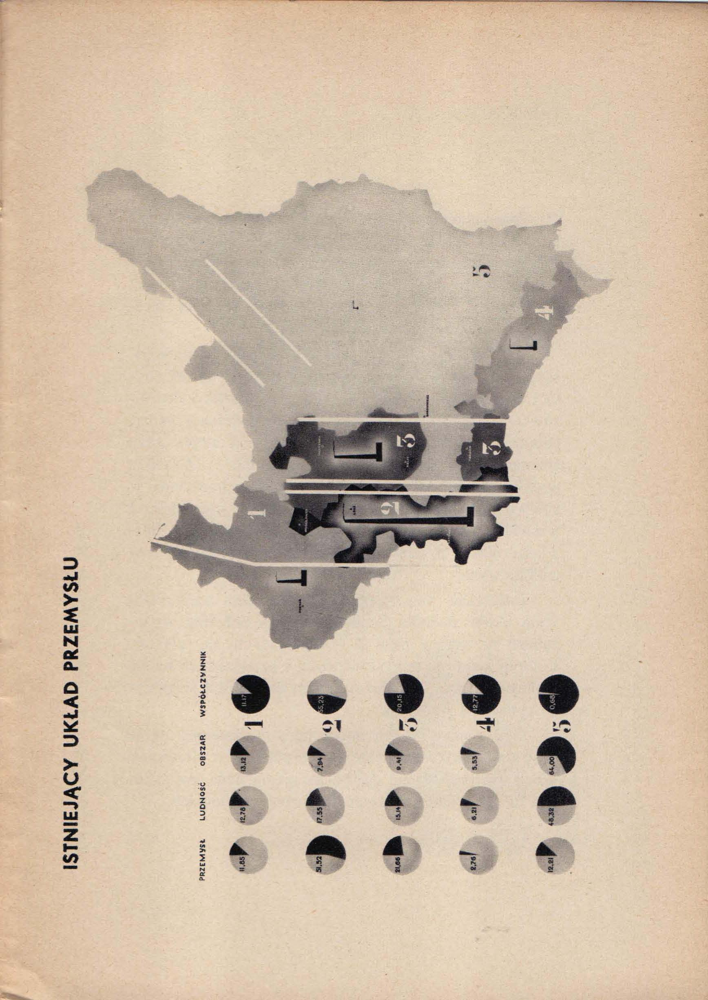 ISTNIEJĄCY UKŁAD PRZEMYSŁU
PRZEMYSŁ LUDNOŚĆ OBSZAR WSPÓŁCZYNNIK
11,85 12,78 13,12 1 11,17
51,52 17,55 7,94 2 55,23
21,66 15,14 9,41 3 20,15
2,76 6,21 5,53 4 12,77
12,21 48,32 64,00 5 0,68
1
POZNAŃ
ŁÓDŹ
2
3
SANDOMIERZ
3
4
5